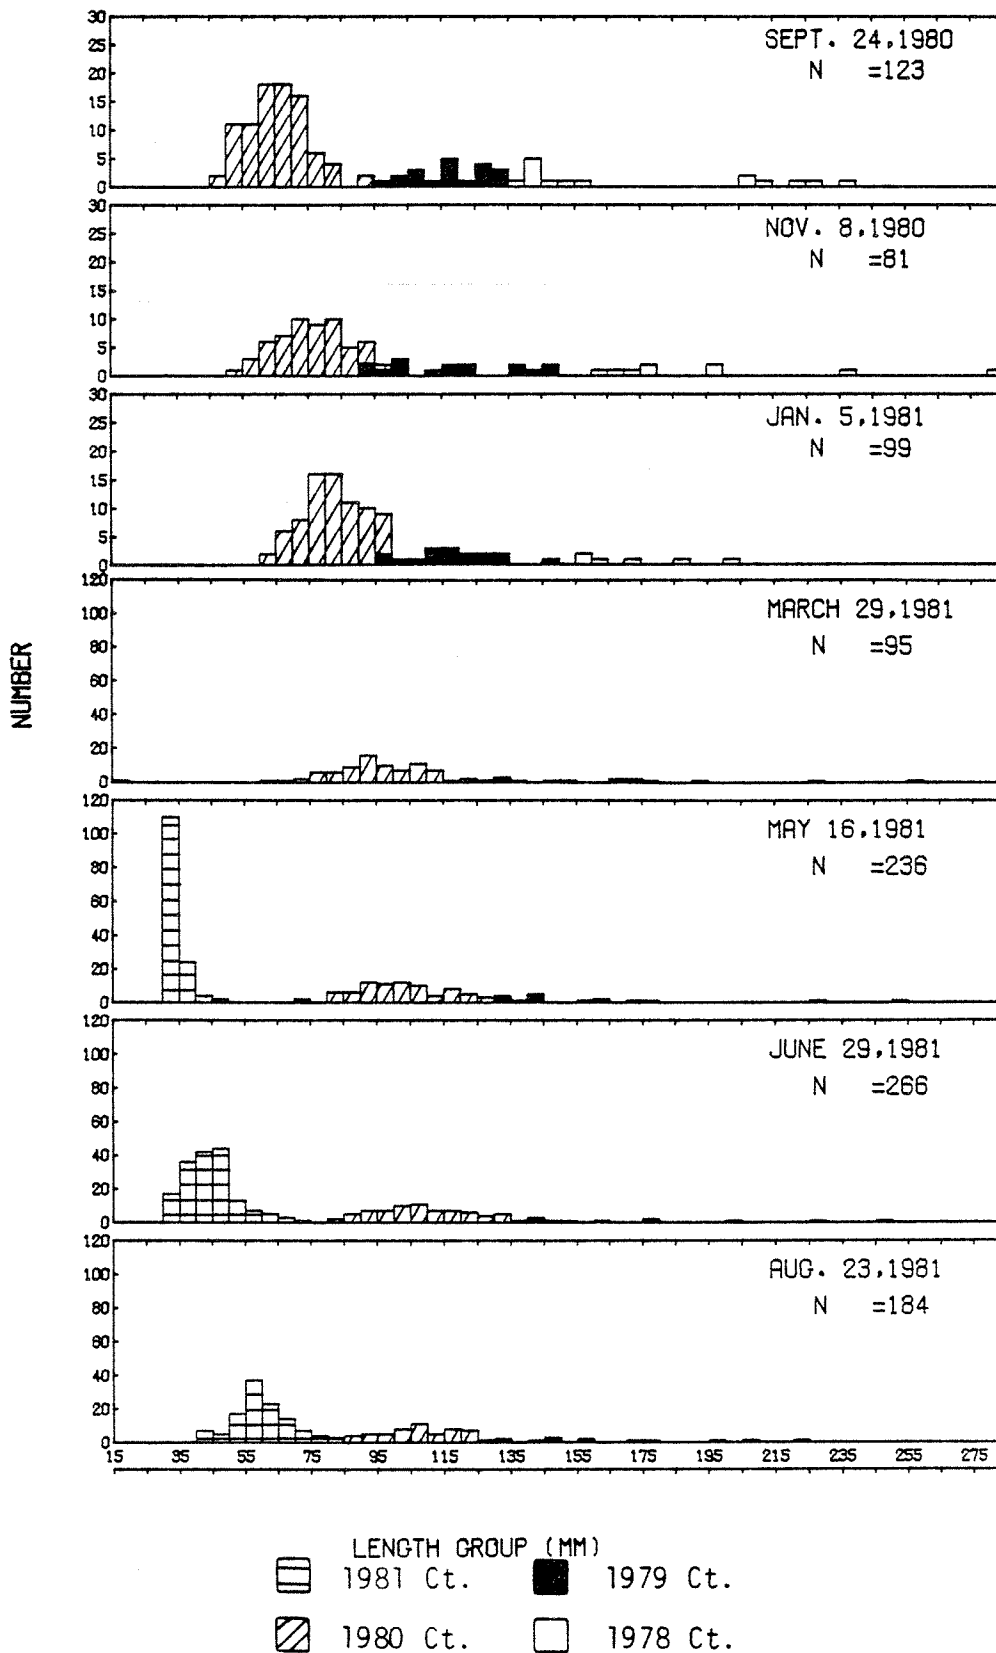 30
25
20
15
10
5
0
SEPT. 24,1980
N =123
30
25
20
15
10
5
0
NOV. 8,1980
N =81
30
25
20
15
10
5
0
JAN. 5,1981
N =99
120
100
80
60
40
20
0
MARCH 29,1981
N =95
NUMBER
120
100
80
60
40
20
0
MAY 16,1981
N =236
120
100
80
60
40
20
0
JUNE 29,1981
N =266
120
100
80
60
40
20
0
AUG. 23,1981
N =184
15 35 55 75 95 115 135 155 175 195 215 235 255 275
LENGTH GROUP (MM)
1981 Ct. 1979 Ct.
1980 Ct. 1978 Ct.